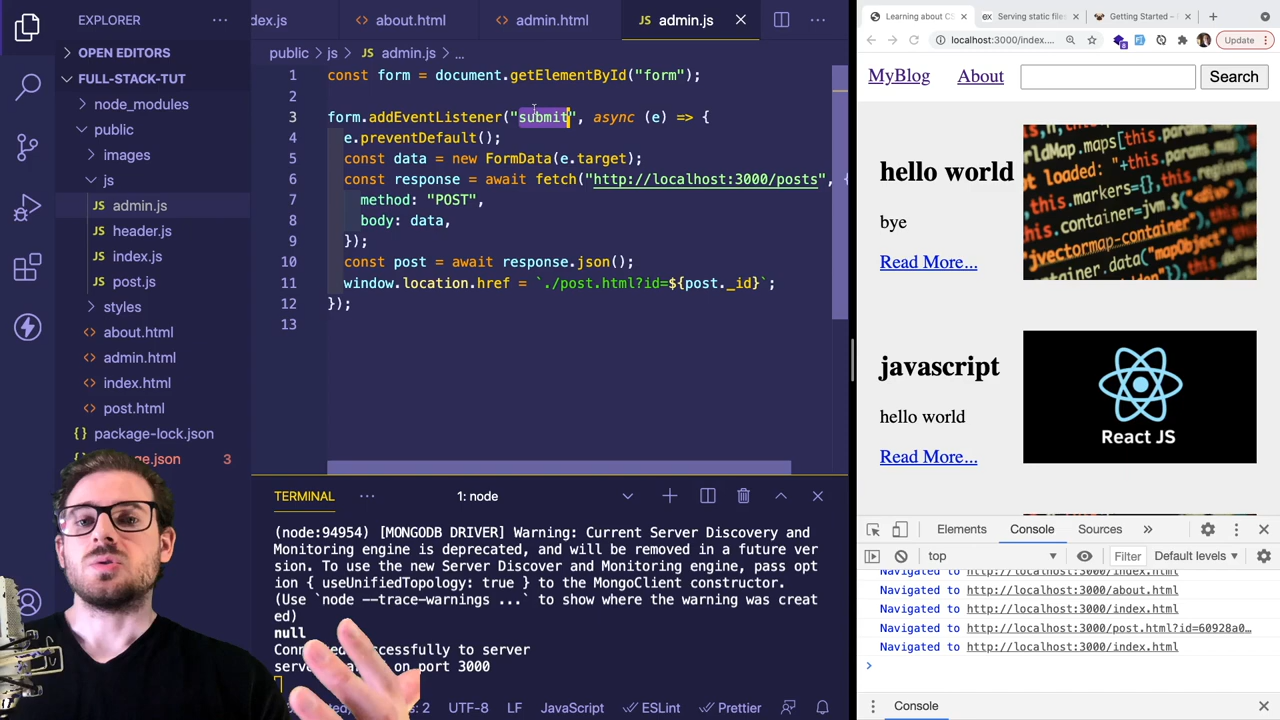 EXPLORER
OPEN EDITORS
FULL-STACK-TUT
node_modules
public
images
js
admin.js
header.js
index.js
post.js
styles
about.html
admin.html
index.html
post.html
package-lock.json
3
dex.js
about.html
admin.html
admin.js
public > js > admin.js > ...
1 const form = document.getElementById("form");
2
3 form.addEventListener("submit", async (e) => {
4 e.preventDefault();
5 const data = new FormData(e.target);
6 const response = await fetch("http://localhost:3000/posts", {
7 method: "POST",
8 body: data,
9 });
10 const post = await response.json();
11 window.location.href = `./post.html?id=${post._id}`;
12 });
13
TERMINAL
1: node
(node:94954) [MONGODB DRIVER] Warning: Current Server Discovery and
Monitoring engine is deprecated, and will be removed in a future ver
sion. To use the new Server Discover and Monitoring engine, pass opt
ion { useUnifiedTopology: true } to the MongoClient constructor.
(Use `node --trace-warnings ...` to show where the warning was creat
ed)
null
to server
on port 3000
UTF-8
LF
JavaScript
ESLint
Prettier
Learning about CS
Serving static files
Getting Started – A
localhost:3000/index....
8
Update
MyBlog
About
Search
hello world
bye
Read More...
javascript
hello world
Read More...
React JS
Elements
Console
Sources
top
Filter
Default levels
Navigated to http://localhost:3000/index.html
Navigated to http://localhost:3000/about.html
Navigated to http://localhost:3000/index.html
Navigated to http://localhost:3000/post.html?id=60928a0…
Navigated to http://localhost:3000/index.html
Console